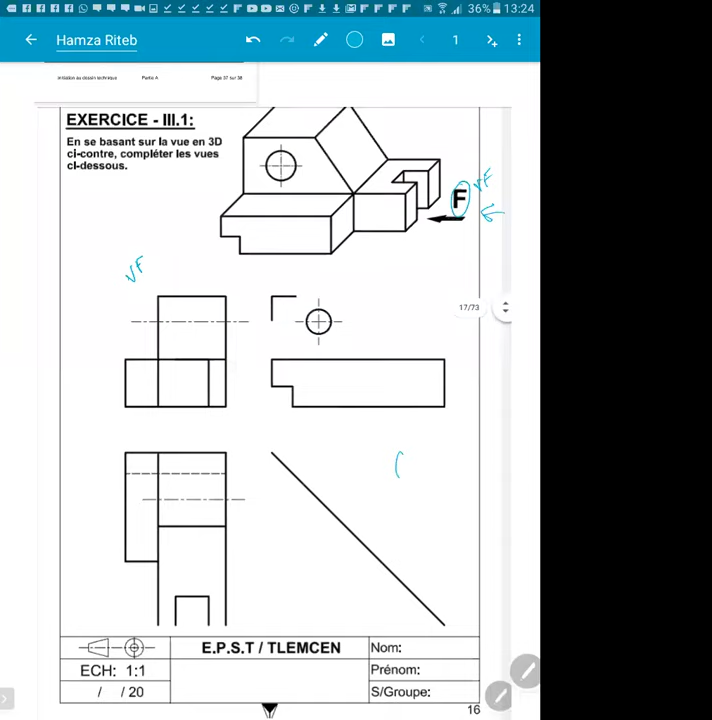 36% 13:24
Hamza Riteb
1
Initiation au dessin technique Partie A Page 37 sur 38
EXERCICE - III.1:
En se basant sur la vue en 3D
ci-contre, compléter les vues
ci-dessous.
VF
F
VF
17/73
E.P.S.T / TLEMCEN
Nom:
ECH: 1:1
Prénom:
/ / 20
S/Groupe:
16